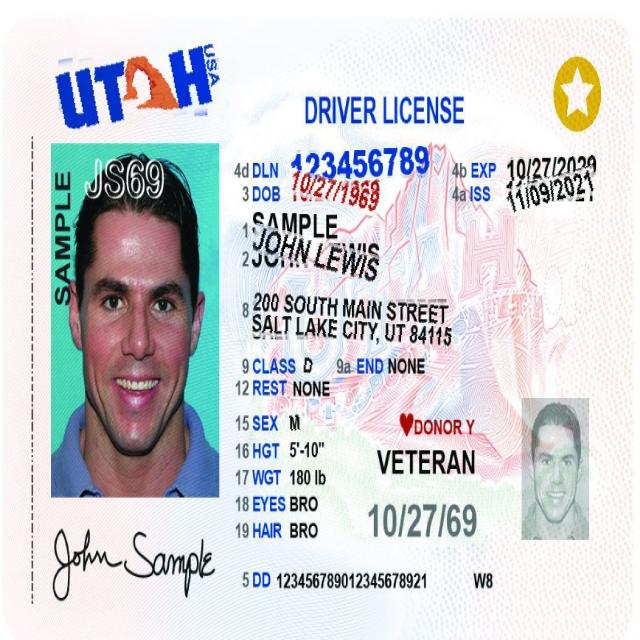 UTAH USA
DRIVER LICENSE
SAMPLE
JS69
4d DLN 123456789 4b EXP 10/27/2029
3 DOB 10/27/1969 4a ISS 11/09/2021
1 SAMPLE
2 JOHN LEWIS
8 200 SOUTH MAIN STREET
SALT LAKE CITY, UT 84115
9 CLASS D 9a END NONE
12 REST NONE
15 SEX M
DONOR Y
16 HGT 5'-10"
VETERAN
17 WGT 180 lb
18 EYES BRO
10/27/69
19 HAIR BRO
John Sample
5 DD 123456789012345678921 W8